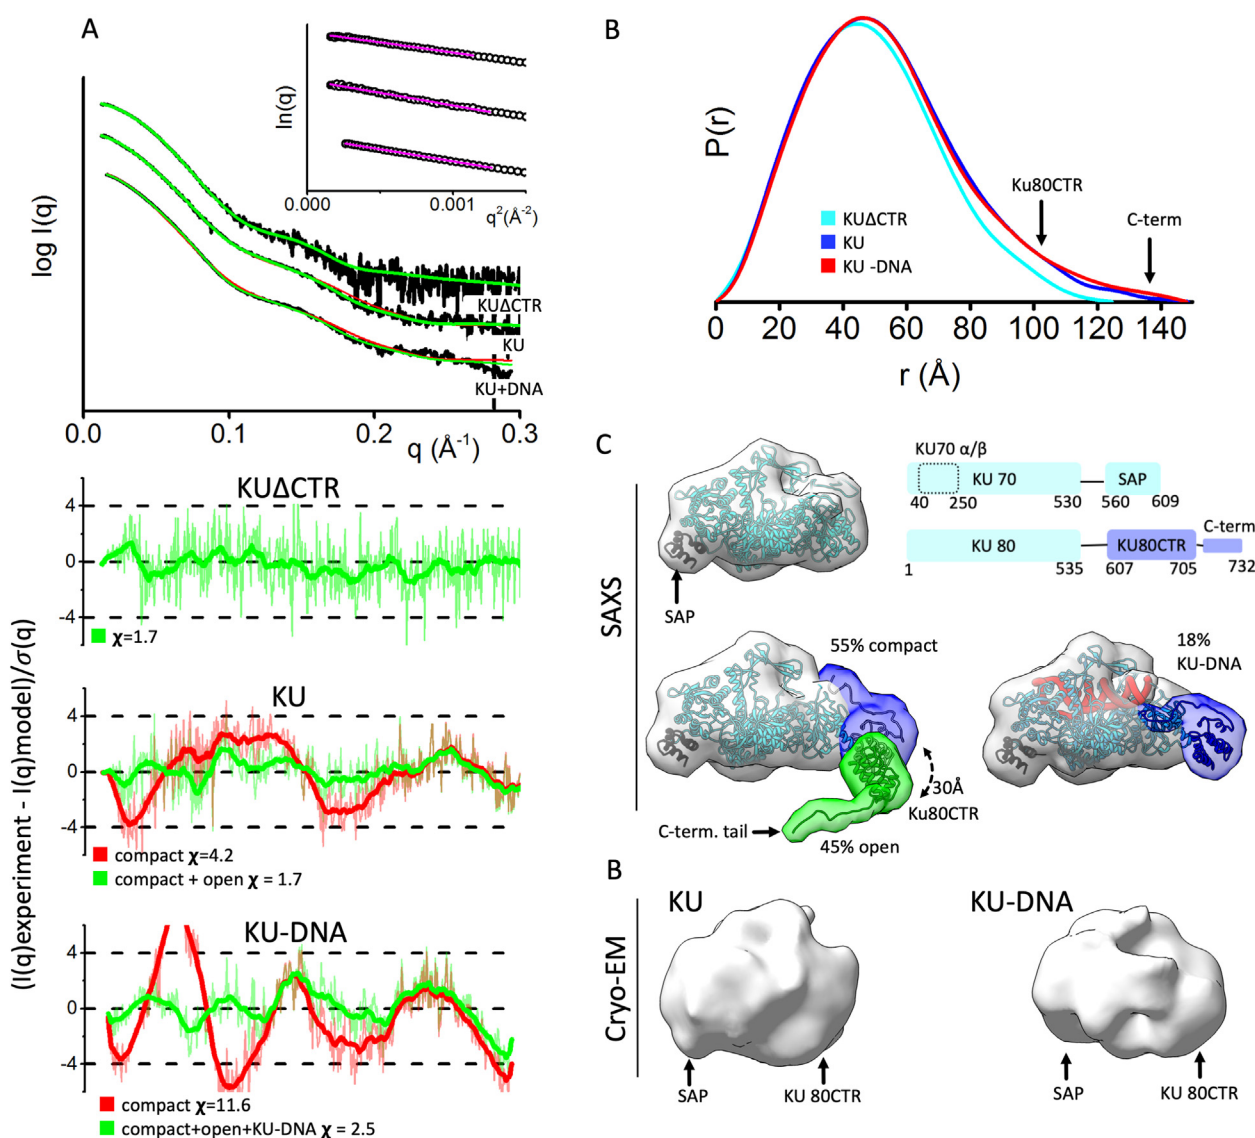 A
ln(q)
0.000
0.001
q²(Å⁻²)
log I(q)
KUΔCTR
KU
KU+DNA
0.0
0.1
0.2
0.3
q (Å⁻¹)
(I(q)experiment - I(q)model)/σ(q)
KUΔCTR
4
0
-4
χ=1.7
KU
4
0
-4
compact χ=4.2
compact + open χ = 1.7
KU-DNA
4
0
-4
compact χ=11.6
compact+open+KU-DNA χ = 2.5
B
P(r)
Ku80CTR
C-term
KUΔCTR
KU
KU -DNA
0 20 40 60 80 100 120 140
r (Å)
C
SAXS
SAP
KU70 α/β
KU 70
SAP
40 250 530 560 609
C-term
KU 80
KU80CTR
1 535 607 705 732
55% compact
30Å
Ku80CTR
C-term. tail
45% open
18%
KU-DNA
B
Cryo-EM
KU
SAP
KU 80CTR
KU-DNA
SAP
KU 80CTR